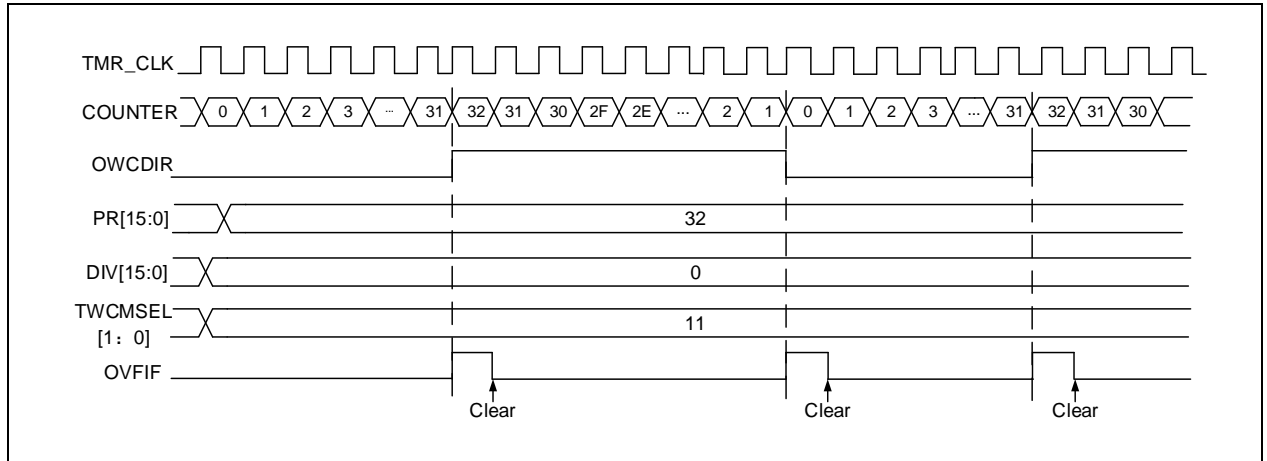 TMR_CLK
COUNTER 0 1 2 3 ... 31 32 31 30 2F 2E ... 2 1 0 1 2 3 ... 31 32 31 30
OWCDIR
PR[15:0] 32
DIV[15:0] 0
TWCMSEL
[1：0] 11
OVFIF
Clear Clear Clear